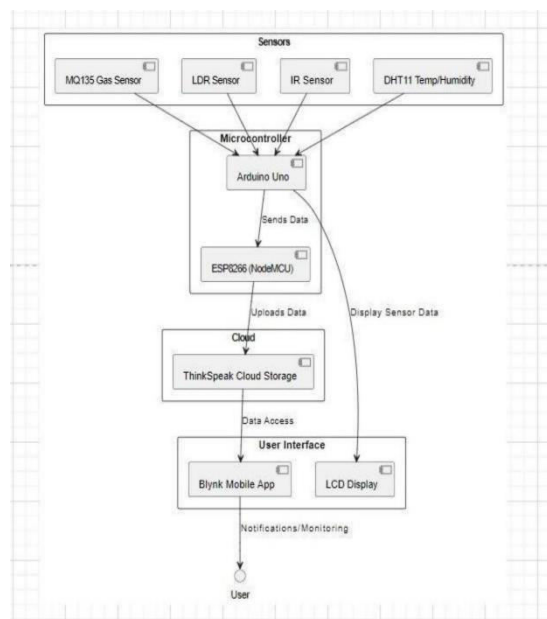 Sensors
MQ135 Gas Sensor
LDR Sensor
IR Sensor
DHT11 Temp/Humidity
Microcontroller
Arduino Uno
Sends Data
ESP8266 (NodeMCU)
Uploads Data
Display Sensor Data
Cloud
ThinkSpeak Cloud Storage
Data Access
User Interface
Blynk Mobile App
LCD Display
Notifications/Monitoring
User